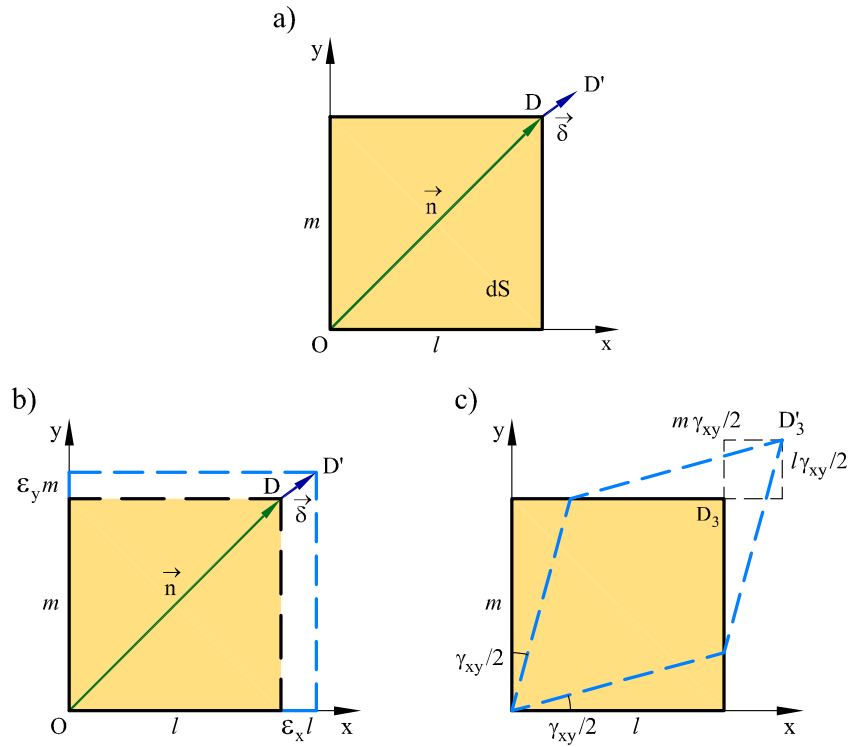 a)
y
D
D'
δ⃗
n⃗
m
dS
O
l
x
b)
y
ε_y m
D
D'
δ⃗
n⃗
m
O
l
ε_x l
x
c)
y
m γ_xy/2
D'_3
l γ_xy/2
D_3
m
γ_xy/2
γ_xy/2
l
x